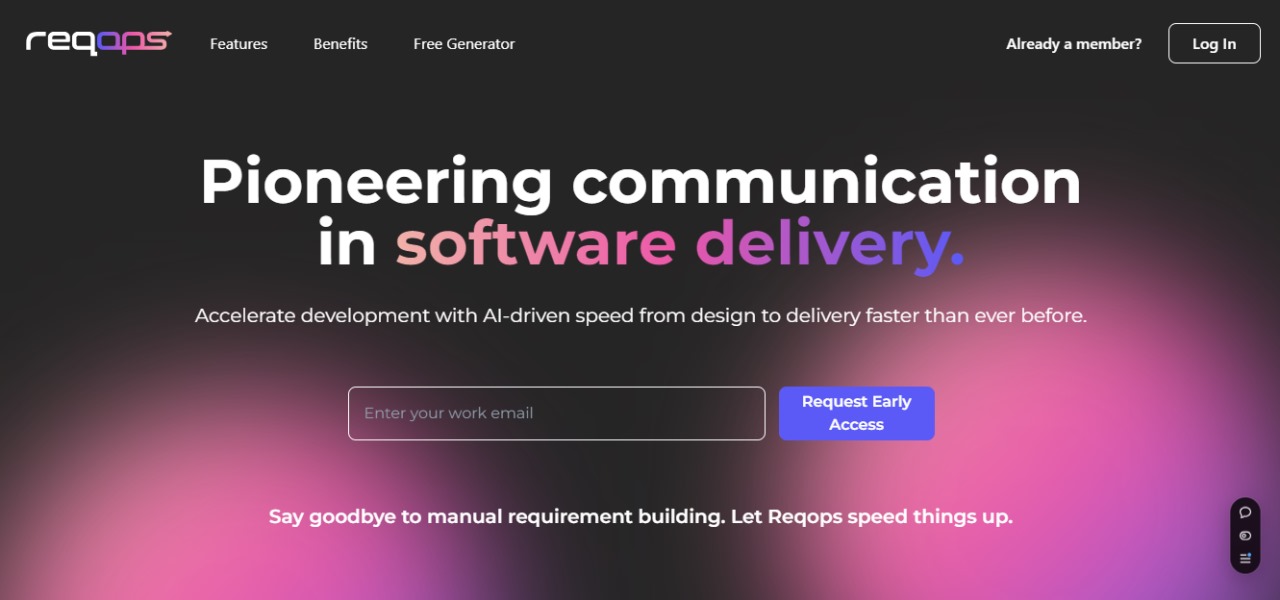 reqops
Features
Benefits
Free Generator
Already a member?
Log In
Pioneering communication
in software delivery.
Accelerate development with AI-driven speed from design to delivery faster than ever before.
Enter your work email
Request Early
Access
Say goodbye to manual requirement building. Let Reqops speed things up.